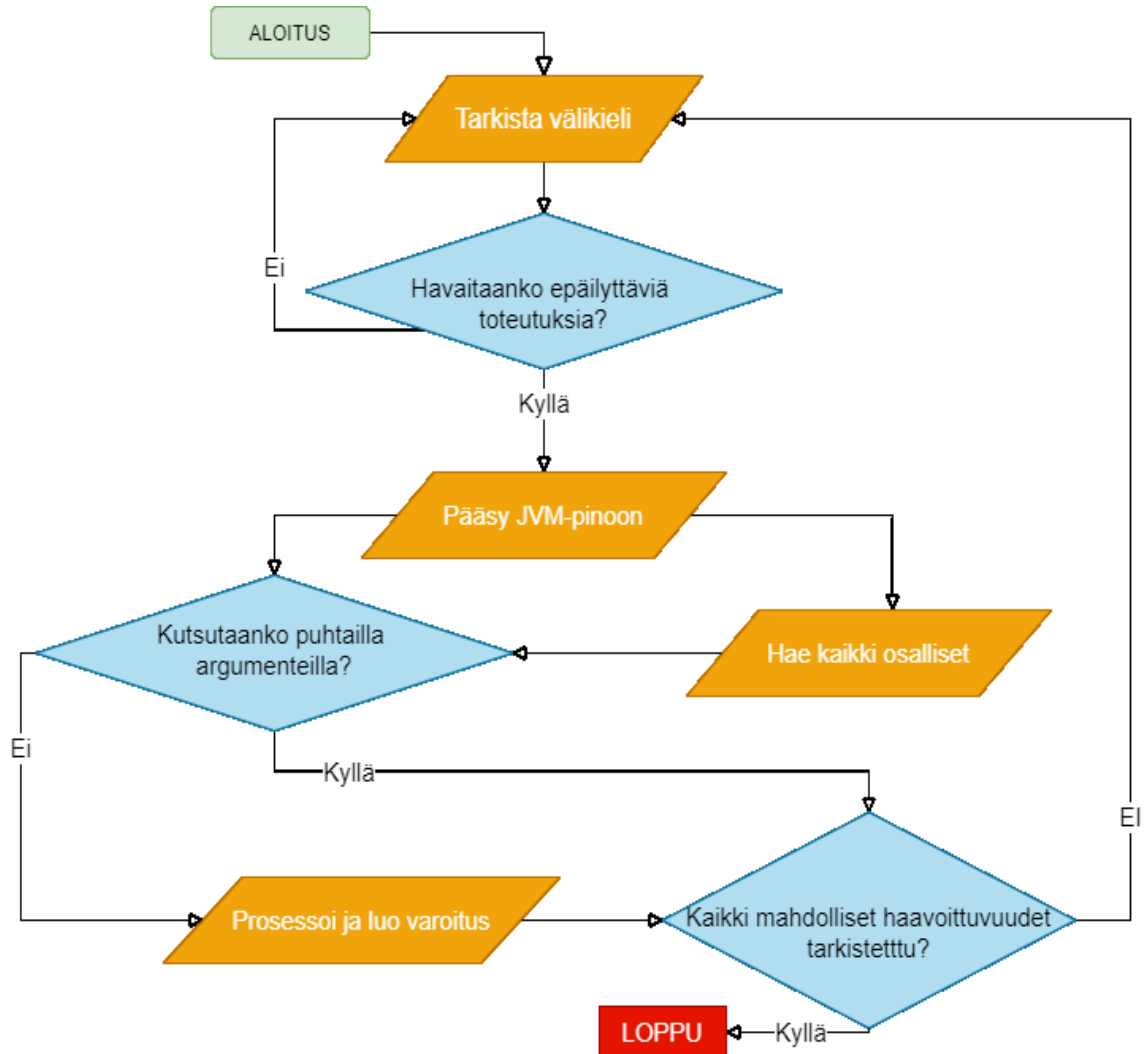 ALOITUS
Tarkista välikieli
Ei
Havaitaanko epäilyttäviä
toteutuksia?
Kyllä
Pääsy JVM-pinoon
Kutsutaanko puhtailla
argumenteilla?
Hae kaikki osalliset
Ei
Kyllä
EI
Prosessoi ja luo varoitus
Kaikki mahdolliset haavoittuvuudet
tarkistetttu?
LOPPU
Kyllä